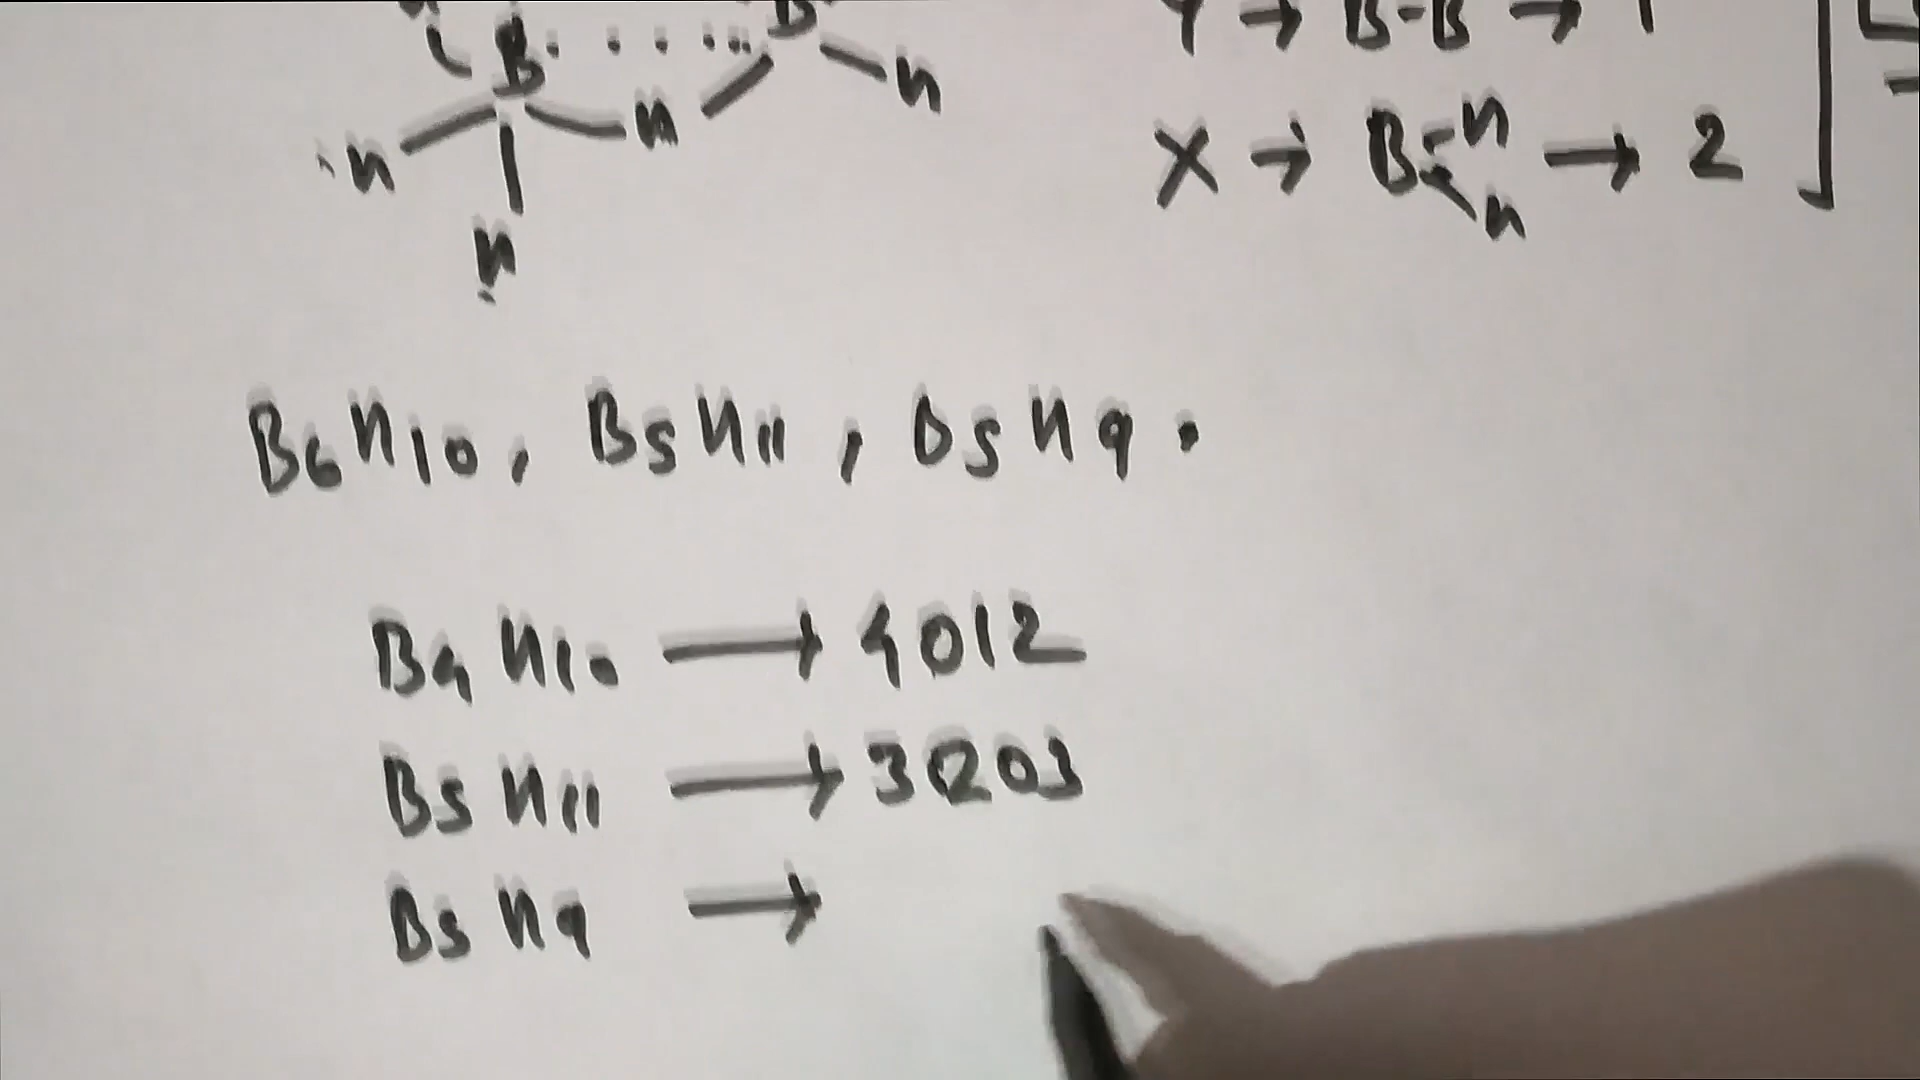 B H
H H
H
Y → B-B → 1
X → B H H → 2
B6H10, B5H11, B5H9.
B4H10 → 4012
B5H11 → 3203
B5H9 →